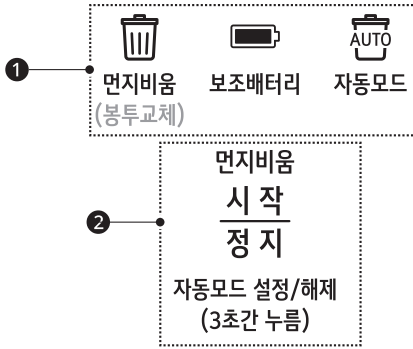 AUTO
❶ 먼지비움 보조배터리 자동모드
(봉투교체)
먼지비움
시 작
❷ 정 지
자동모드 설정/해제
(3초간 누름)